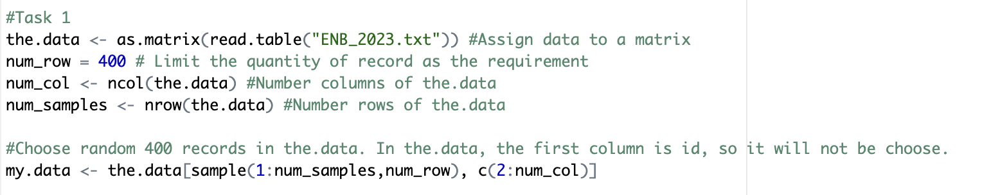 #Task 1
the.data <- as.matrix(read.table("ENB_2023.txt")) #Assign data to a matrix
num_row = 400 # Limit the quantity of record as the requirement
num_col <- ncol(the.data) #Number columns of the.data
num_samples <- nrow(the.data) #Number rows of the.data
#Choose random 400 records in the.data. In the.data, the first column is id, so it will not be choose.
my.data <- the.data[sample(1:num_samples,num_row), c(2:num_col)]